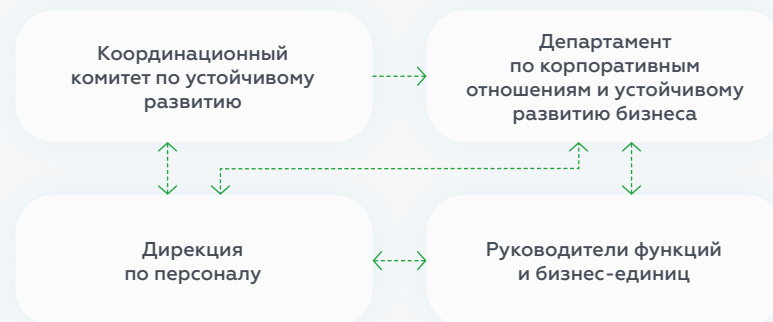 Координационный
комитет по устойчивому
развитию
Департамент
по корпоративным
отношениям и устойчивому
развитию бизнеса
Дирекция
по персоналу
Руководители функций
и бизнес-единиц